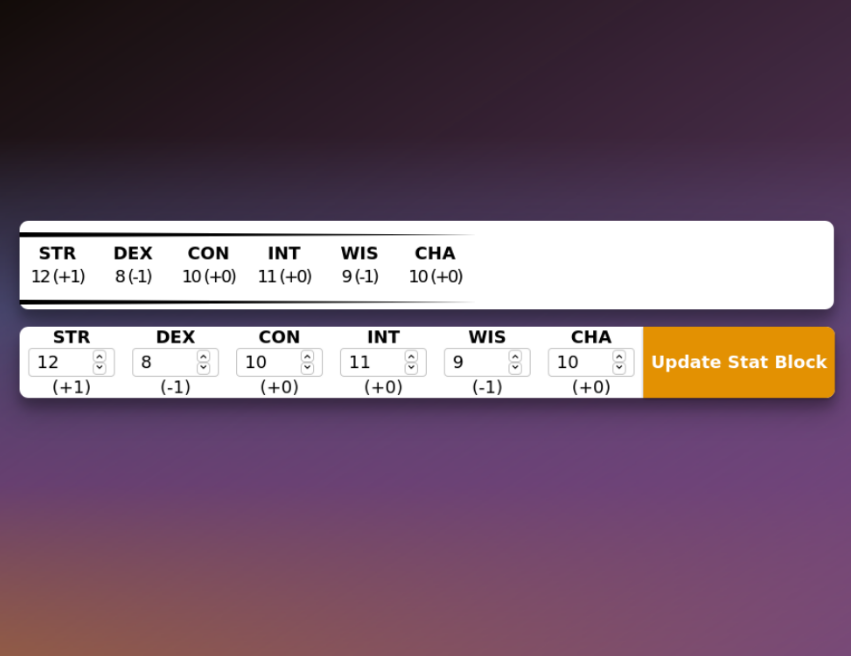 STR DEX CON INT WIS CHA
12 (+1) 8 (-1) 10 (+0) 11 (+0) 9 (-1) 10 (+0)
STR DEX CON INT WIS CHA
12 8 10 11 9 10 Update Stat Block
(+1) (-1) (+0) (+0) (-1) (+0)